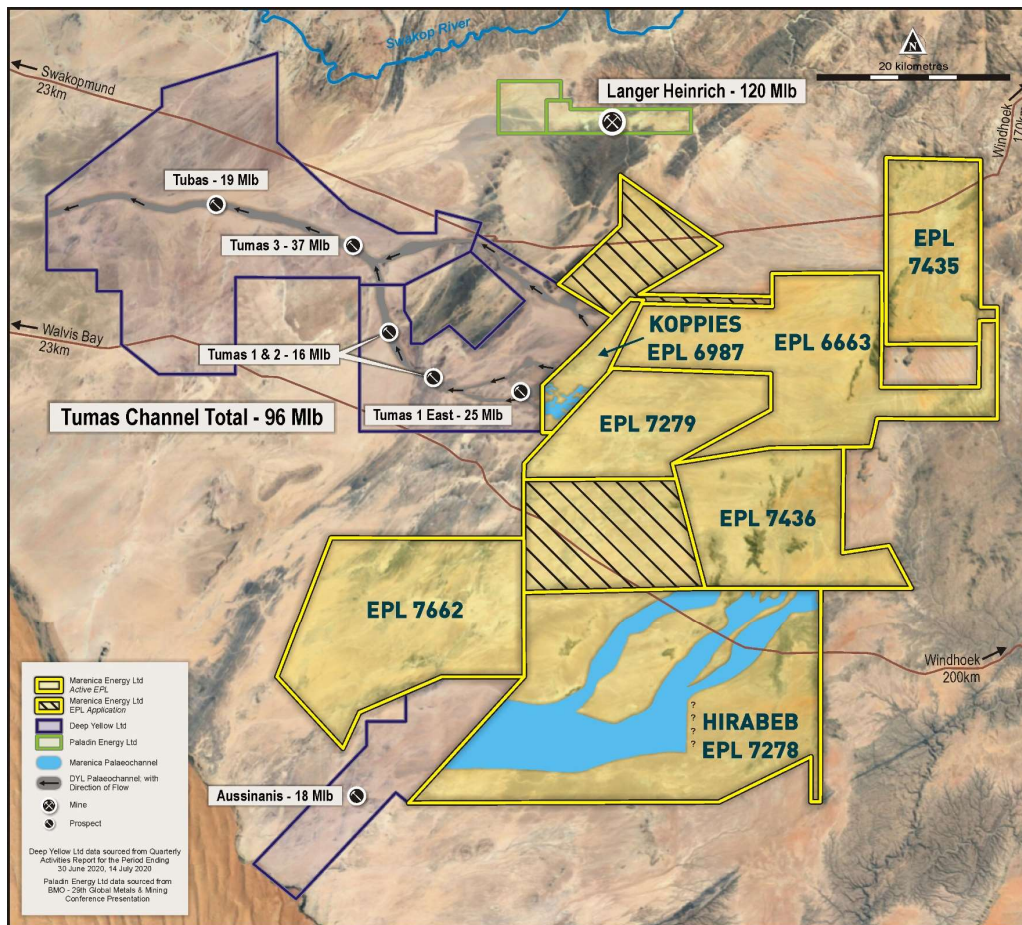 Swakop River
N
20 kilometres
Swakopmund
23km
Langer Heinrich - 120 Mlb
Windhoek
170km
Tubas - 19 Mlb
Tumas 3 - 37 Mlb
EPL
7435
Walvis Bay
23km
KOPPIES
EPL 6987
EPL 6663
Tumas 1 & 2 - 16 Mlb
Tumas Channel Total - 96 Mlb
Tumas 1 East - 25 Mlb
EPL 7279
EPL 7436
EPL 7662
Windhoek
200km
?
?
?
?
HIRABEB
EPL 7278
Aussinanis - 18 Mlb
Marenica Energy Ltd
Active EPL
Marenica Energy Ltd
EPL Application
Deep Yellow Ltd
Paladin Energy Ltd
Marenica Palaeochannel
DYL Palaeochannel; with
Direction of Flow
Mine
Prospect
Deep Yellow Ltd data sourced from Quarterly
Activities Report for the Period Ending
30 June 2020, 14 July 2020
Paladin Energy Ltd data sourced from
BMO - 29th Global Metals & Mining
Conference Presentation